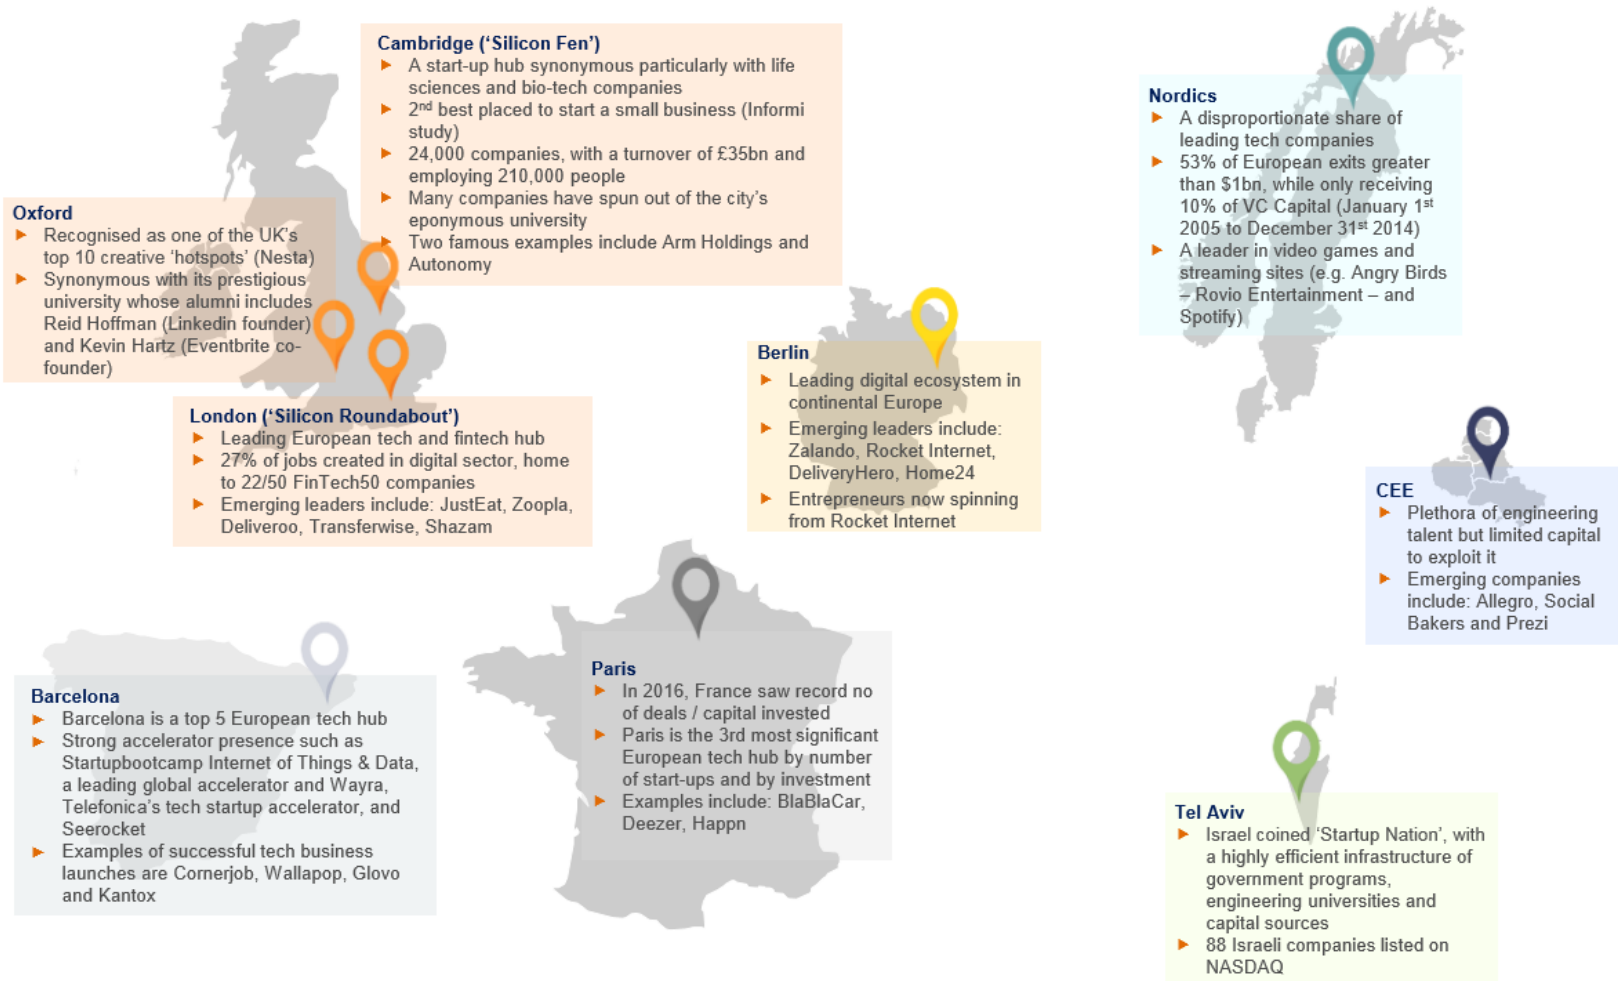 Cambridge (‘Silicon Fen’)
► A start-up hub synonymous particularly with life
sciences and bio-tech companies
► 2nd best placed to start a small business (Informi
study)
► 24,000 companies, with a turnover of £35bn and
employing 210,000 people
► Many companies have spun out of the city’s
eponymous university
► Two famous examples include Arm Holdings and
Autonomy
Oxford
► Recognised as one of the UK’s
top 10 creative ‘hotspots’ (Nesta)
► Synonymous with its prestigious
university whose alumni includes
Reid Hoffman (Linkedin founder)
and Kevin Hartz (Eventbrite co-
founder)
London (‘Silicon Roundabout’)
► Leading European tech and fintech hub
► 27% of jobs created in digital sector, home
to 22/50 FinTech50 companies
► Emerging leaders include: JustEat, Zoopla,
Deliveroo, Transferwise, Shazam
Berlin
► Leading digital ecosystem in
continental Europe
► Emerging leaders include:
Zalando, Rocket Internet,
DeliveryHero, Home24
► Entrepreneurs now spinning
from Rocket Internet
Nordics
► A disproportionate share of
leading tech companies
► 53% of European exits greater
than $1bn, while only receiving
10% of VC Capital (January 1st
2005 to December 31st 2014)
► A leader in video games and
streaming sites (e.g. Angry Birds
– Rovio Entertainment – and
Spotify)
CEE
► Plethora of engineering
talent but limited capital
to exploit it
► Emerging companies
include: Allegro, Social
Bakers and Prezi
Barcelona
► Barcelona is a top 5 European tech hub
► Strong accelerator presence such as
Startupbootcamp Internet of Things & Data,
a leading global accelerator and Wayra,
Telefonica’s tech startup accelerator, and
Seerocket
► Examples of successful tech business
launches are Cornerjob, Wallapop, Glovo
and Kantox
Paris
► In 2016, France saw record no
of deals / capital invested
► Paris is the 3rd most significant
European tech hub by number
of start-ups and by investment
► Examples include: BlaBlaCar,
Deezer, Happn
Tel Aviv
► Israel coined ‘Startup Nation’, with
a highly efficient infrastructure of
government programs,
engineering universities and
capital sources
► 88 Israeli companies listed on
NASDAQ